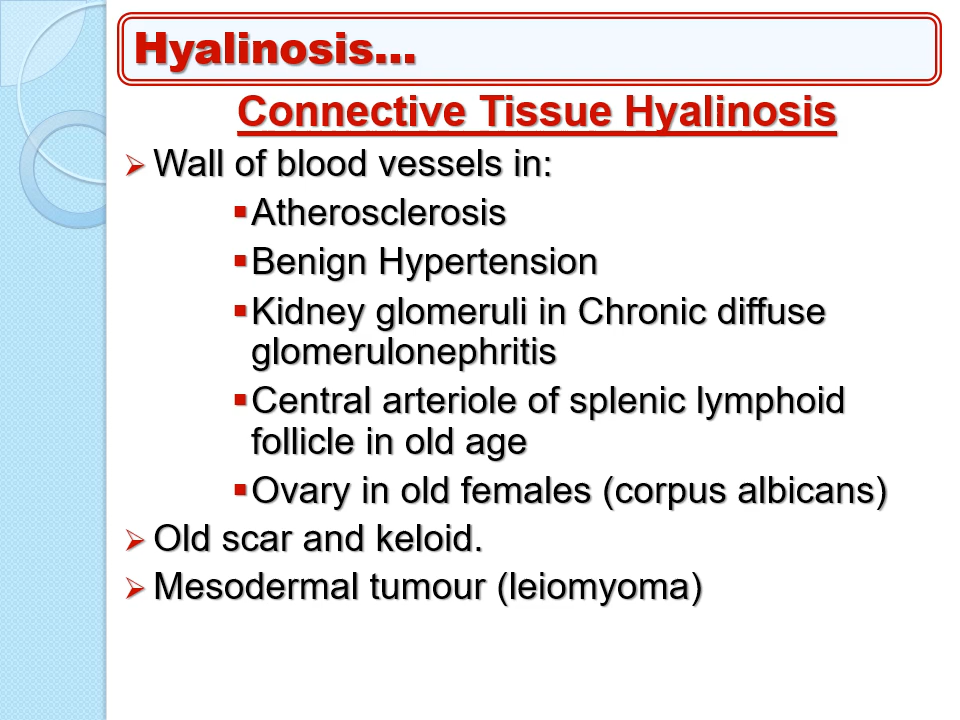 Hyalinosis…
Connective Tissue Hyalinosis
➢ Wall of blood vessels in:
▪ Atherosclerosis
▪ Benign Hypertension
▪ Kidney glomeruli in Chronic diffuse
glomerulonephritis
▪ Central arteriole of splenic lymphoid
follicle in old age
▪ Ovary in old females (corpus albicans)
➢ Old scar and keloid.
➢ Mesodermal tumour (leiomyoma)